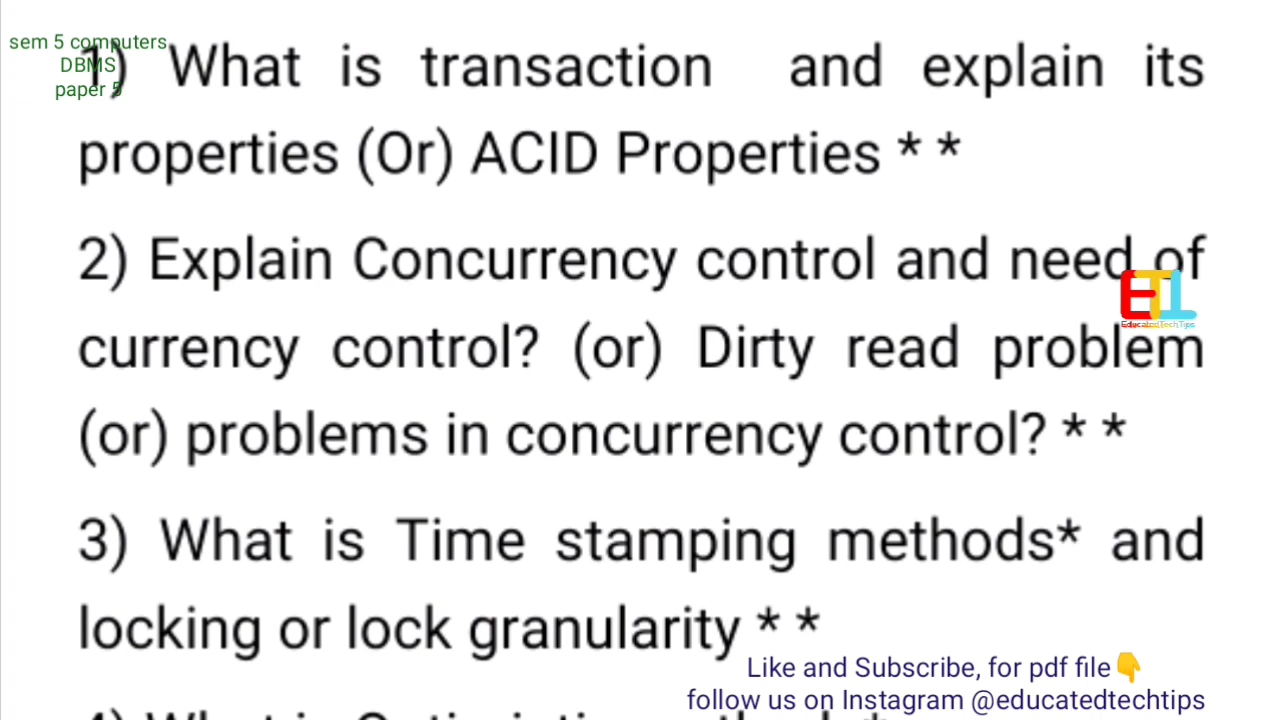 sem 5 computers
DBMS
paper 5
1) What is transaction and explain its
properties (Or) ACID Properties * *
2) Explain Concurrency control and need of
currency control? (or) Dirty read problem
(or) problems in concurrency control? * *
ETL
EducatedTechTips
3) What is Time stamping methods* and
locking or lock granularity * *
Like and Subscribe, for pdf file👇
follow us on Instagram @educatedtechtips